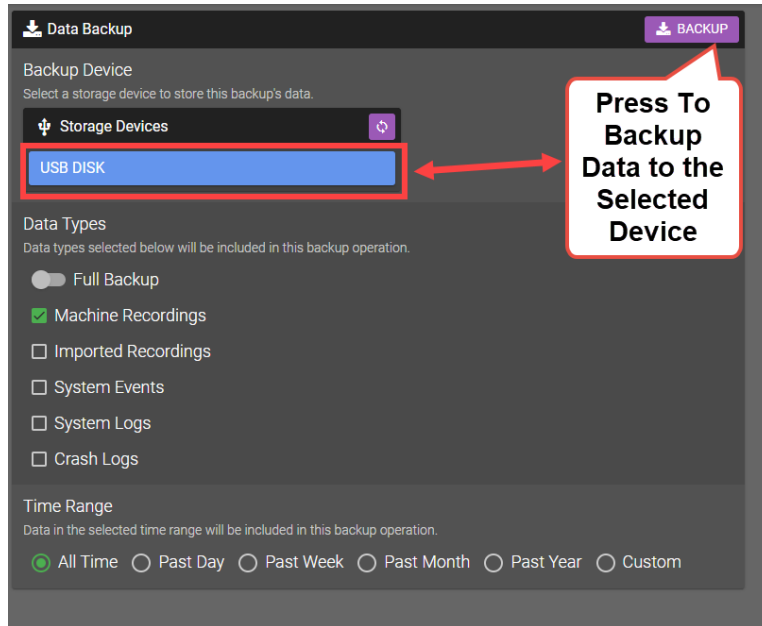 Data Backup
BACKUP
Backup Device
Select a storage device to store this backup's data.
Storage Devices
USB DISK
Press To
Backup
Data to the
Selected
Device
Data Types
Data types selected below will be included in this backup operation.
Full Backup
Machine Recordings
Imported Recordings
System Events
System Logs
Crash Logs
Time Range
Data in the selected time range will be included in this backup operation.
All Time Past Day Past Week Past Month Past Year Custom